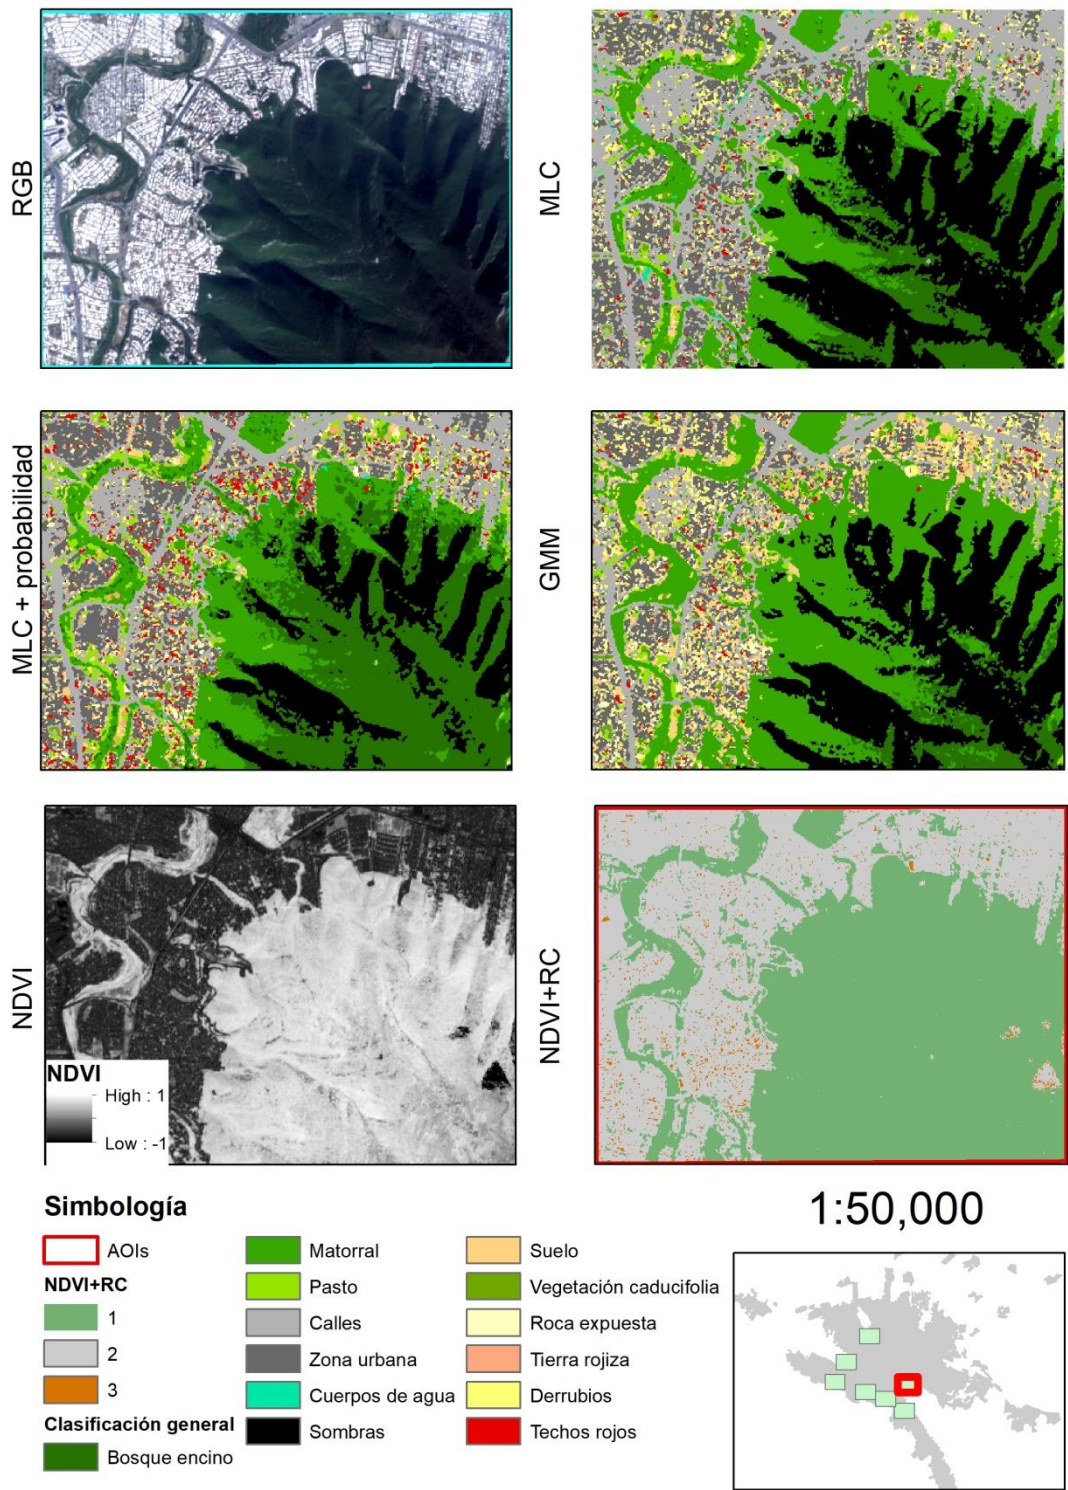 RGB
MLC
MLC + probabilidad
GMM
NDVI
NDVI
High : 1
Low : -1
NDVI+RC
Simbología
AOIs
NDVI+RC
1
2
3
Clasificación general
Bosque encino
Matorral
Pasto
Calles
Zona urbana
Cuerpos de agua
Sombras
Suelo
Vegetación caducifolia
Roca expuesta
Tierra rojiza
Derrubios
Techos rojos
1:50,000